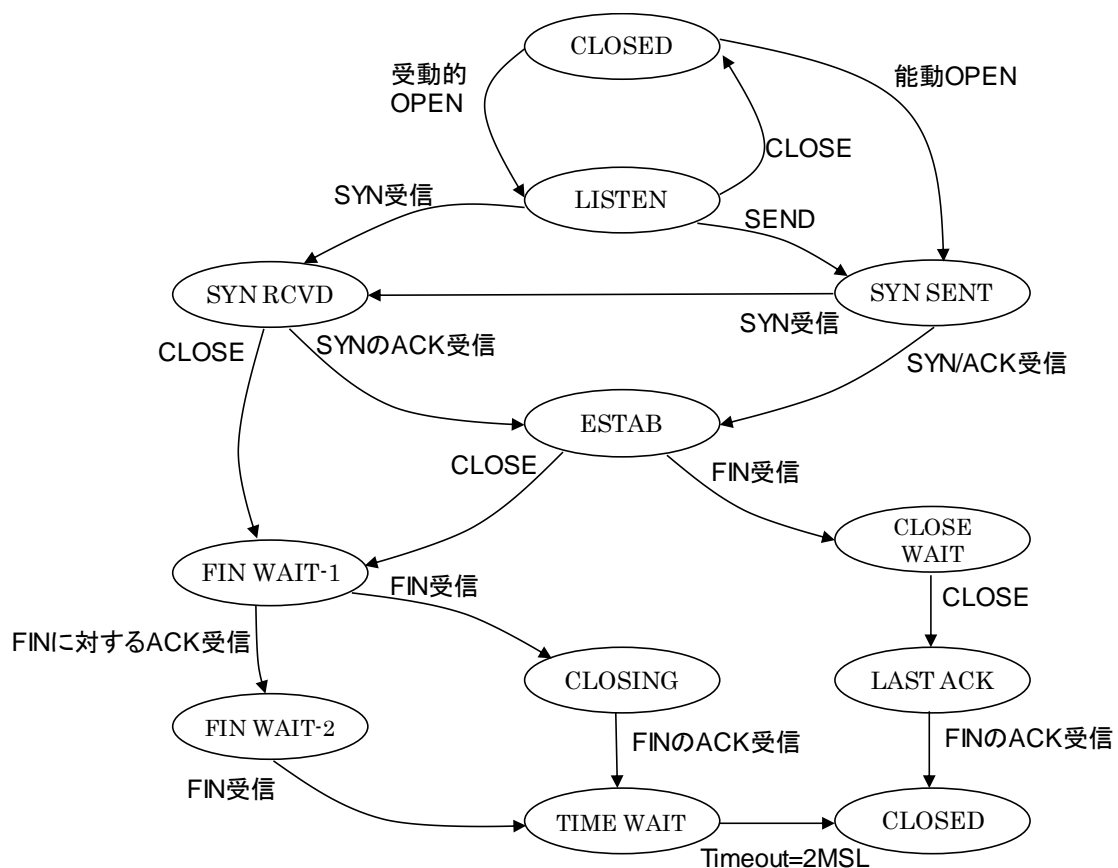 CLOSED
受動的
OPEN
能動OPEN
CLOSE
LISTEN
SYN受信
SEND
SYN RCVD
SYN SENT
SYN受信
CLOSE
SYNのACK受信
SYN/ACK受信
ESTAB
CLOSE
FIN受信
CLOSE
WAIT
FIN WAIT-1
FIN受信
CLOSE
FINに対するACK受信
CLOSING
LAST ACK
FIN WAIT-2
FINのACK受信
FINのACK受信
FIN受信
TIME WAIT
CLOSED
Timeout=2MSL